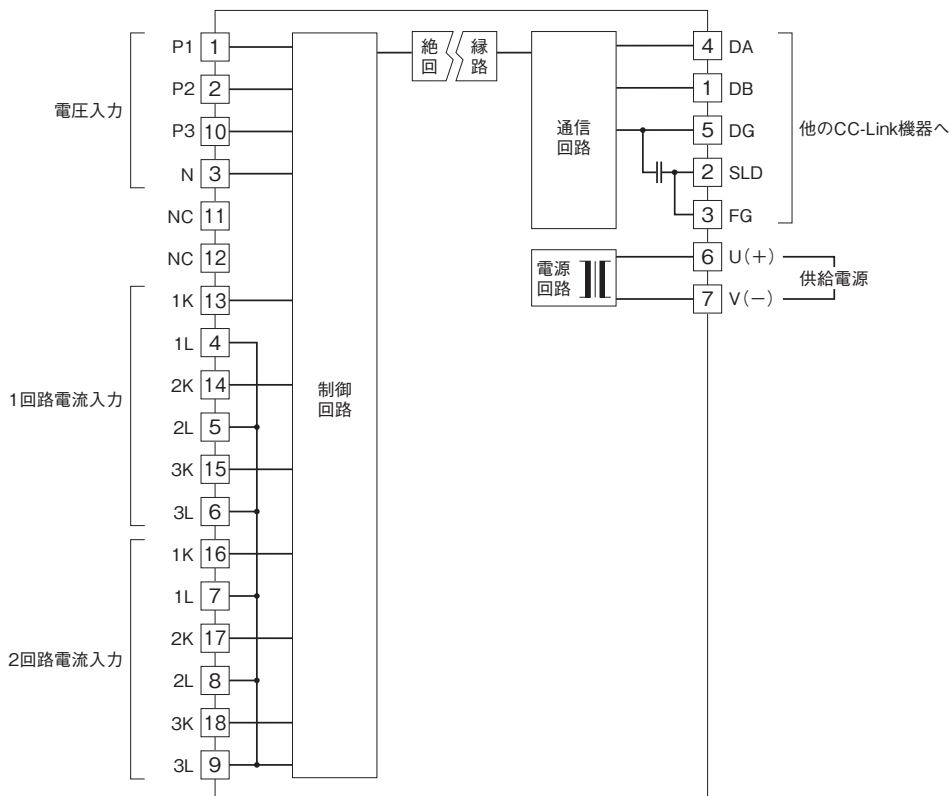 電圧入力
P1 1
P2 2
P3 10
N 3
NC 11
NC 12
1回路電流入力
1K 13
1L 4
2K 14
2L 5
3K 15
3L 6
2回路電流入力
1K 16
1L 7
2K 17
2L 8
3K 18
3L 9
制御
回路
絶縁
回路
通信
回路
4 DA
1 DB
5 DG
2 SLD
3 FG
他のCC-Link機器へ
電源
回路
6 U(+)
7 V(−)
供給電源